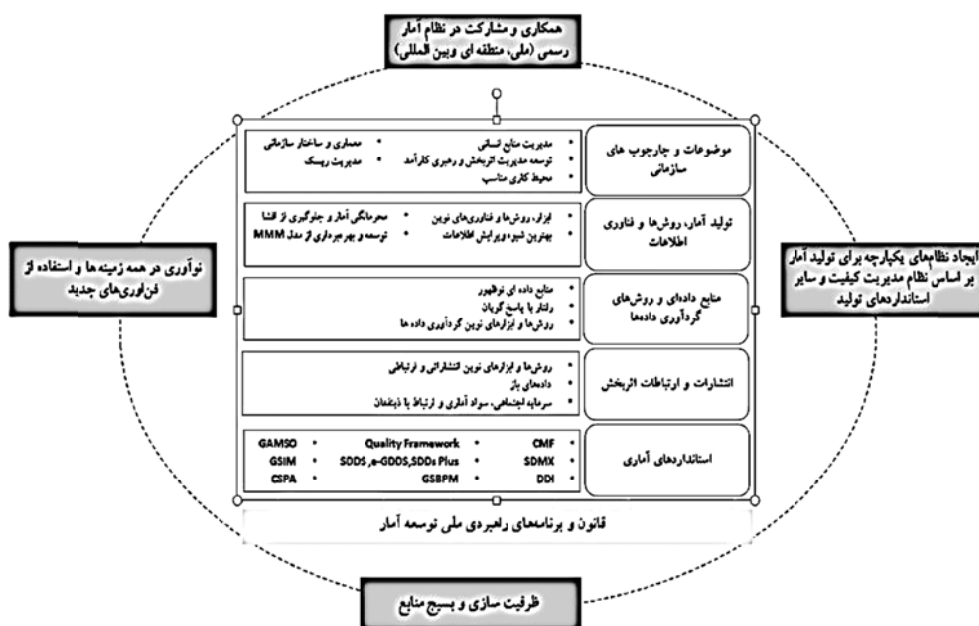 همکاری و مشارکت در نظام آمار
رسمی (ملی، منطقه ای وبین المللی)
موضوعات و چارچوب های
سازمانی
• مدیریت منابع انسانی
• توسعه مدیریت اثربخش و رهبری کارآمد
• محیط کاری مناسب
• معماری و ساختار سازمانی
• مدیریت ریسک
تولید آمار، روش‌ها و فناوری
اطلاعات
• ابزار، روش‌ها و فناوری‌های نوین
• بهترین شیوه ویرایش اطلاعات
• محرمانگی آمار و جلوگیری از افشا
• توسعه و بهره‌برداری از مدل MMM
ایجاد نظام‌های یکپارچه برای تولید آمار
بر اساس نظام مدیریت کیفیت و سایر
استانداردهای تولید
منابع داده‌ای و روش‌های
گردآوری داده‌ها
• منابع داده ای نوظهور
• رفتار با پاسخ‌گویان
• روش‌ها و ابزارهای نوین گردآوری داده ها
نوآوری در همه زمینه ها و استفاده از
فن‌اوری‌های جدید
انتشارات و ارتباطات اثربخش
• روش‌ها و ابزارهای نوین انتشاراتی و ارتباطی
• داده‌های باز
• سرمایه اجتماعی، سواد آماری و ارتباط با ذینفعان
استانداردهای آماری
• CMF
• SDMX
• DDI
• Quality Framework
• SDDS ,e-GDDS,SDDs Plus
• GSBPM
• GAMSO
• GSIM
• CSPA
قانون و برنامه‌های راهبردی ملی توسعه آمار
ظرفیت سازی و بسیج منابع